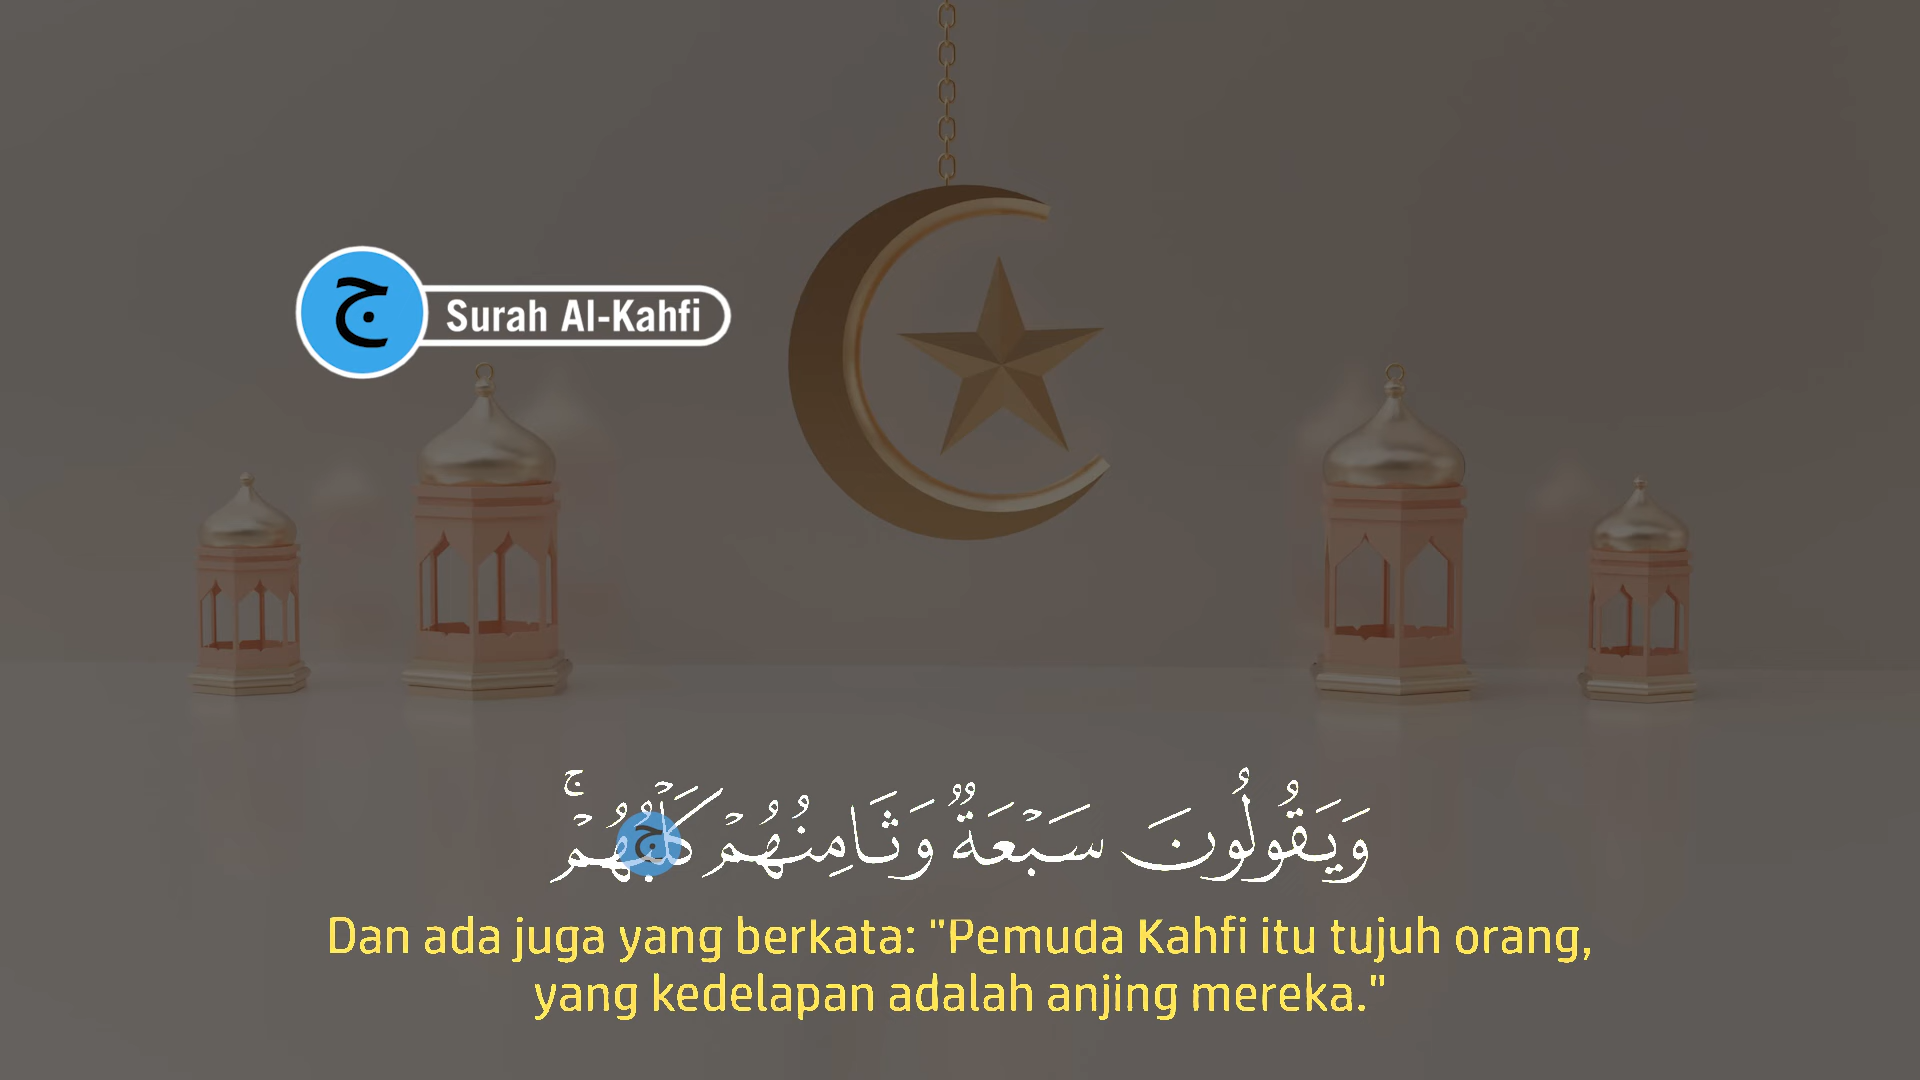 ج
Surah Al-Kahfi
وَيَقُولُونَ سَبْعَةٌ وَثَامِنُهُمْ كَلْبُهُمْ ۚ
ج
Dan ada juga yang berkata: "Pemuda Kahfi itu tujuh orang,
yang kedelapan adalah anjing mereka."